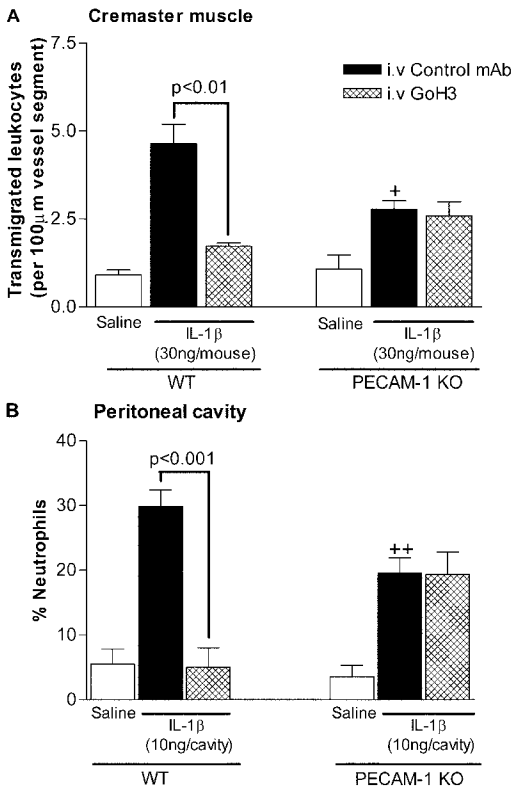 A Cremaster muscle
Transmigrated leukocytes
(per 100μm vessel segment)
7.5
5.0
2.5
0.0
p<0.01
i.v Control mAb
i.v GoH3
+
Saline
IL-1β
(30ng/mouse)
WT
Saline
IL-1β
(30ng/mouse)
PECAM-1 KO
B Peritoneal cavity
% Neutrophils
40
30
20
10
0
p<0.001
++
Saline
IL-1β
(10ng/cavity)
WT
Saline
IL-1β
(10ng/cavity)
PECAM-1 KO